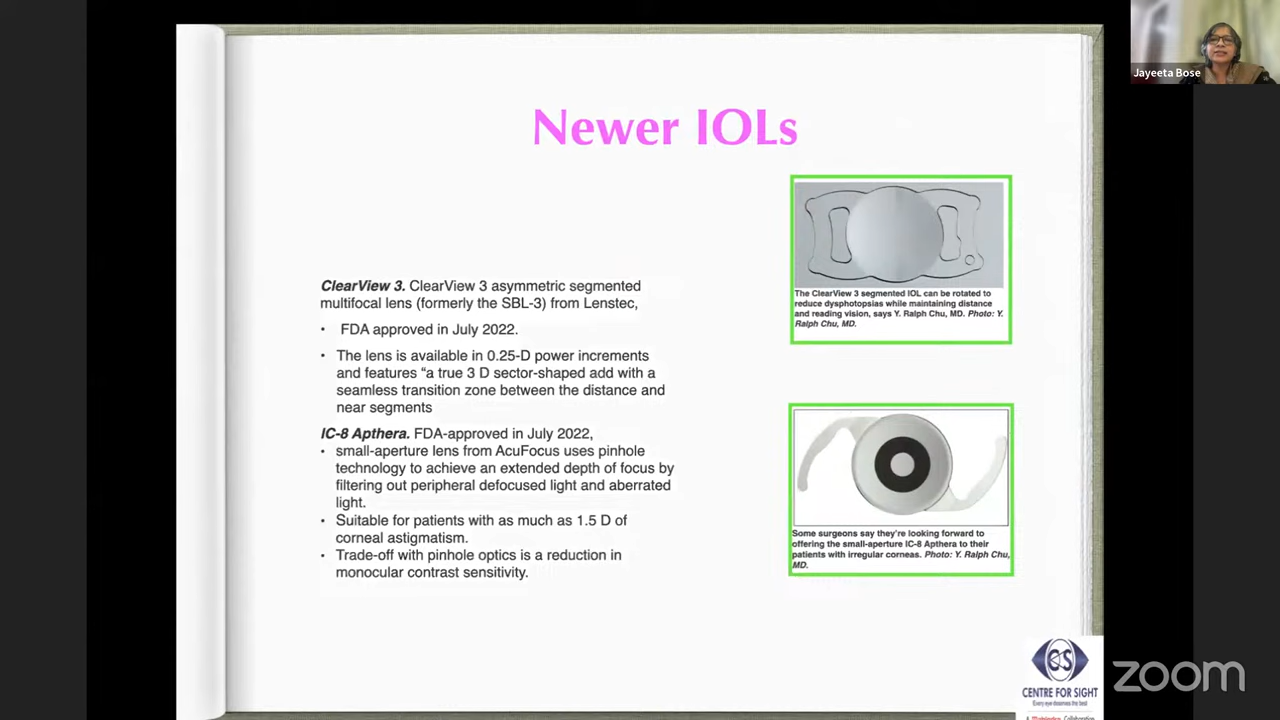 Jayeeta Bose
Newer IOLs
ClearView 3. ClearView 3 asymmetric segmented
multifocal lens (formerly the SBL-3) from Lenstec,
• FDA approved in July 2022.
• The lens is available in 0.25-D power increments
and features “a true 3 D sector-shaped add with a
seamless transition zone between the distance and
near segments
IC-8 Apthera. FDA-approved in July 2022,
• small-aperture lens from AcuFocus uses pinhole
technology to achieve an extended depth of focus by
filtering out peripheral defocused light and aberrated
light.
• Suitable for patients with as much as 1.5 D of
corneal astigmatism.
• Trade-off with pinhole optics is a reduction in
monocular contrast sensitivity.
The ClearView 3 segmented IOL can be rotated to
reduce dysphotopsias while maintaining distance
and reading vision, says Y. Ralph Chu, MD. Photo: Y.
Ralph Chu, MD.
Some surgeons say they're looking forward to
offering the small-aperture IC-8 Apthera to their
patients with irregular corneas. Photo: Y. Ralph Chu,
MD.
CS
CENTRE FOR SIGHT
Every eye deserves the best
zoom